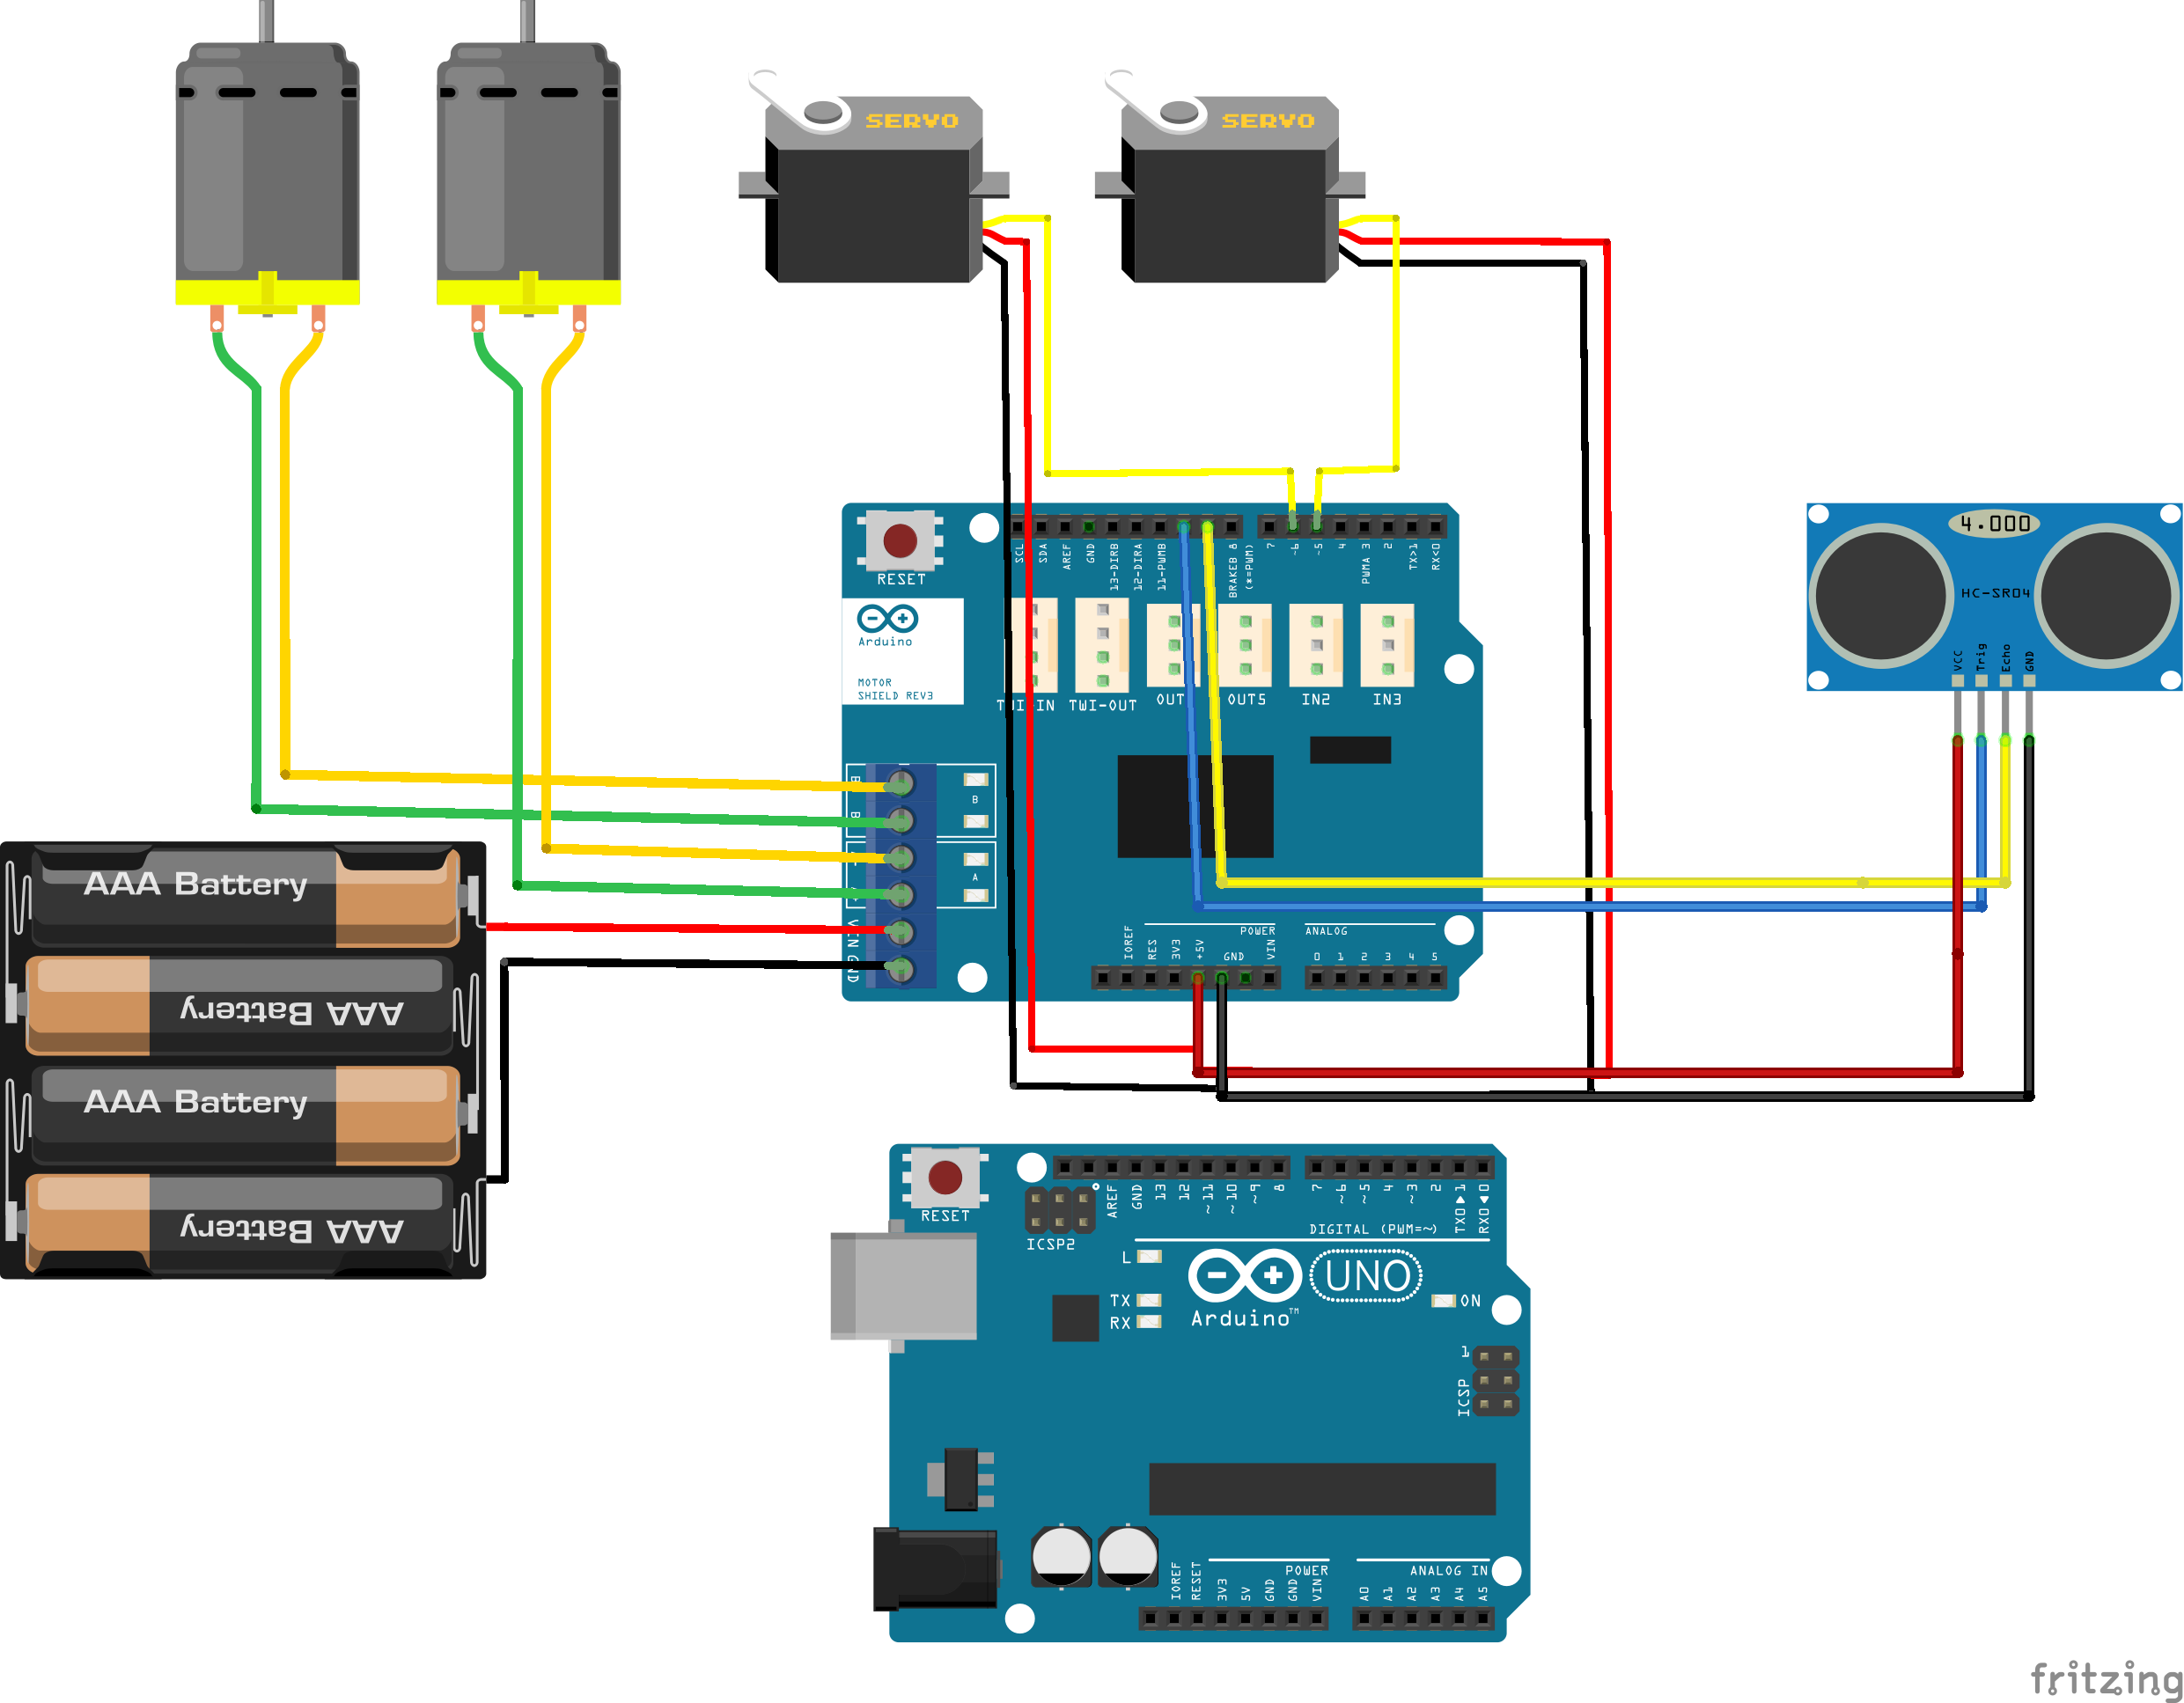 SERVO
SERVO
RESET
SCL
SDA
AREF
GND
13-DIRB
12-DIRA
11-PWMB
BRAKEB 8
(*=PWM)
7
~6
~5
4
PWMA 3
2
TX>1
RX<0
Arduino
MOTOR
SHIELD REV3
TWI-IN
TWI-OUT
OUT
OUT5
IN2
IN3
B
A
VIN
GND
IOREF
RES
3V3
+5V
GND
VIN
POWER
ANALOG
0
1
2
3
4
5
4.000
HC-SR04
VCC
Trig
Echo
GND
AAA Battery
AAA Battery
AAA Battery
AAA Battery
RESET
ICSP2
AREF
GND
13
12
~11
~10
~9
8
7
~6
~5
4
~3
2
TX0▶1
RX0◀0
DIGITAL (PWM=~)
L
TX
RX
Arduino™
UNO
ON
1
ICSP
IOREF
RESET
3V3
5V
GND
GND
VIN
POWER
ANALOG IN
A0
A1
A2
A3
A4
A5
fritzing